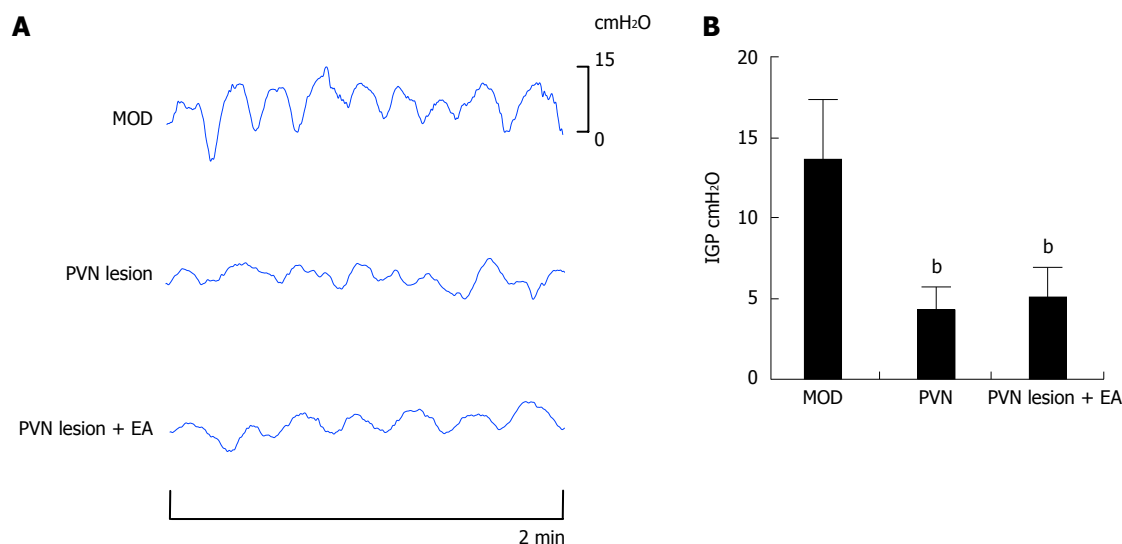 A
cmH₂O
15
0
MOD
PVN lesion
PVN lesion + EA
2 min
B
IGP cmH₂O
20
15
10
5
0
b
b
MOD
PVN
PVN lesion + EA